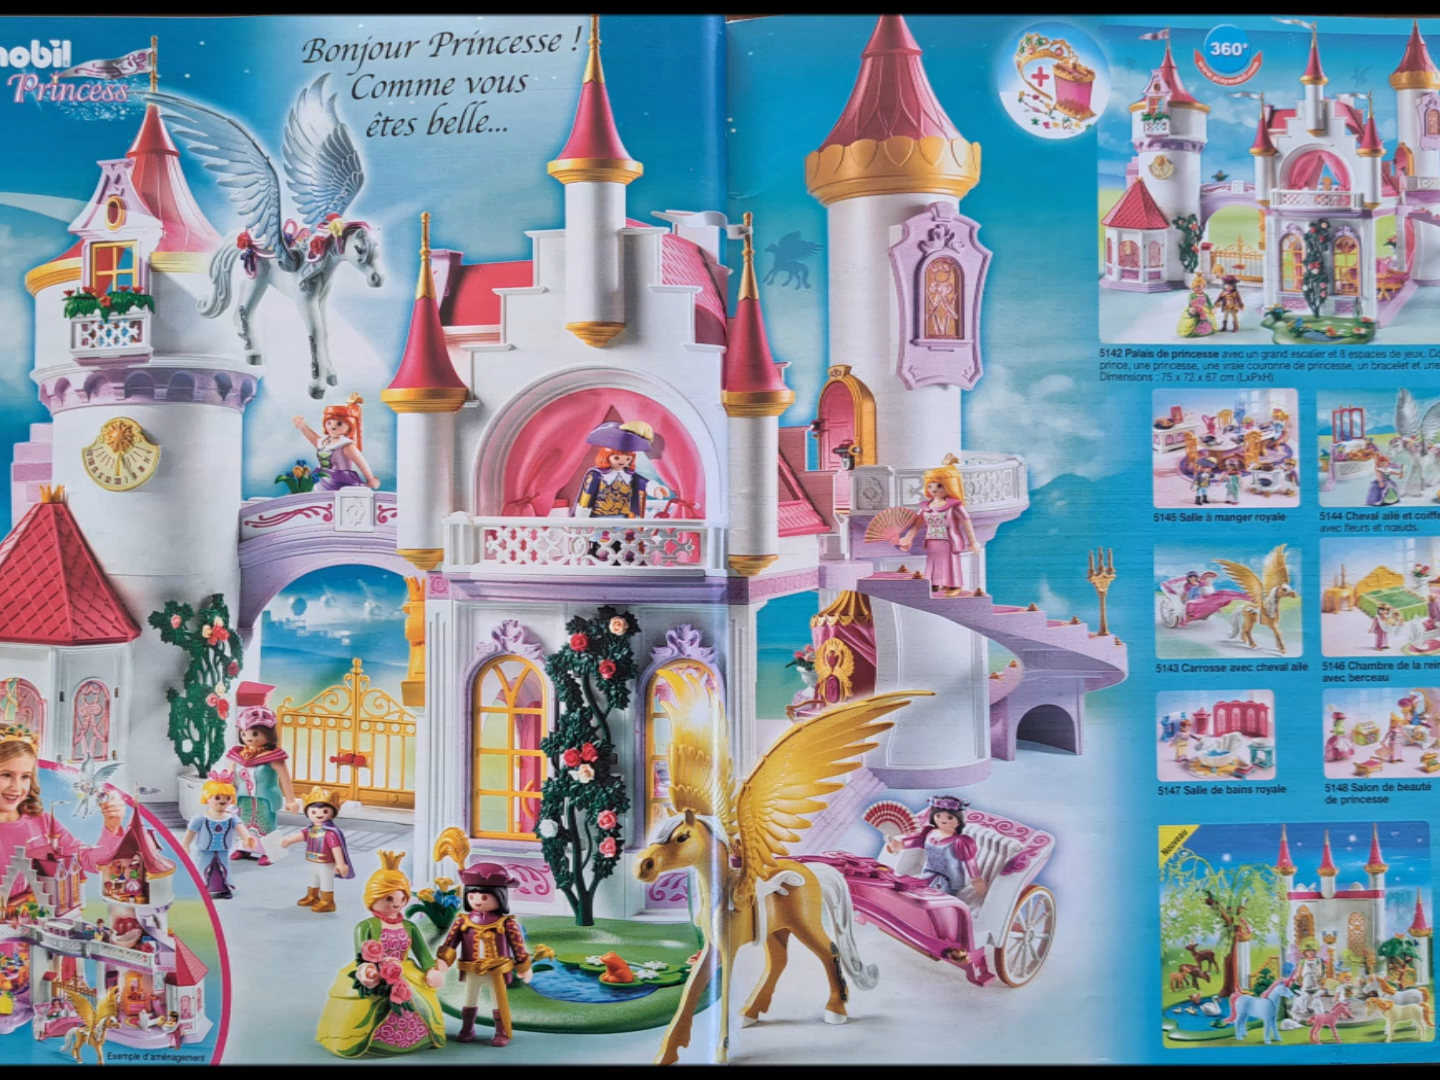 mobil
Princess
Bonjour Princesse !
Comme vous
êtes belle...
360°
5142 Palais de princesse avec un grand escalier et 8 espaces de jeux. Co
prince, une princesse, une vraie couronne de princesse, un bracelet et une
Dimensions : 75 x 72 x 67 cm (LxPxH)
5145 Salle à manger royale
5144 Cheval ailé et coiffe
avec fleurs et nœuds.
5143 Carrosse avec cheval ailé
5146 Chambre de la rein
avec berceau
5147 Salle de bains royale
5148 Salon de beauté
de princesse
Nouveau
Exemple d'aménagement